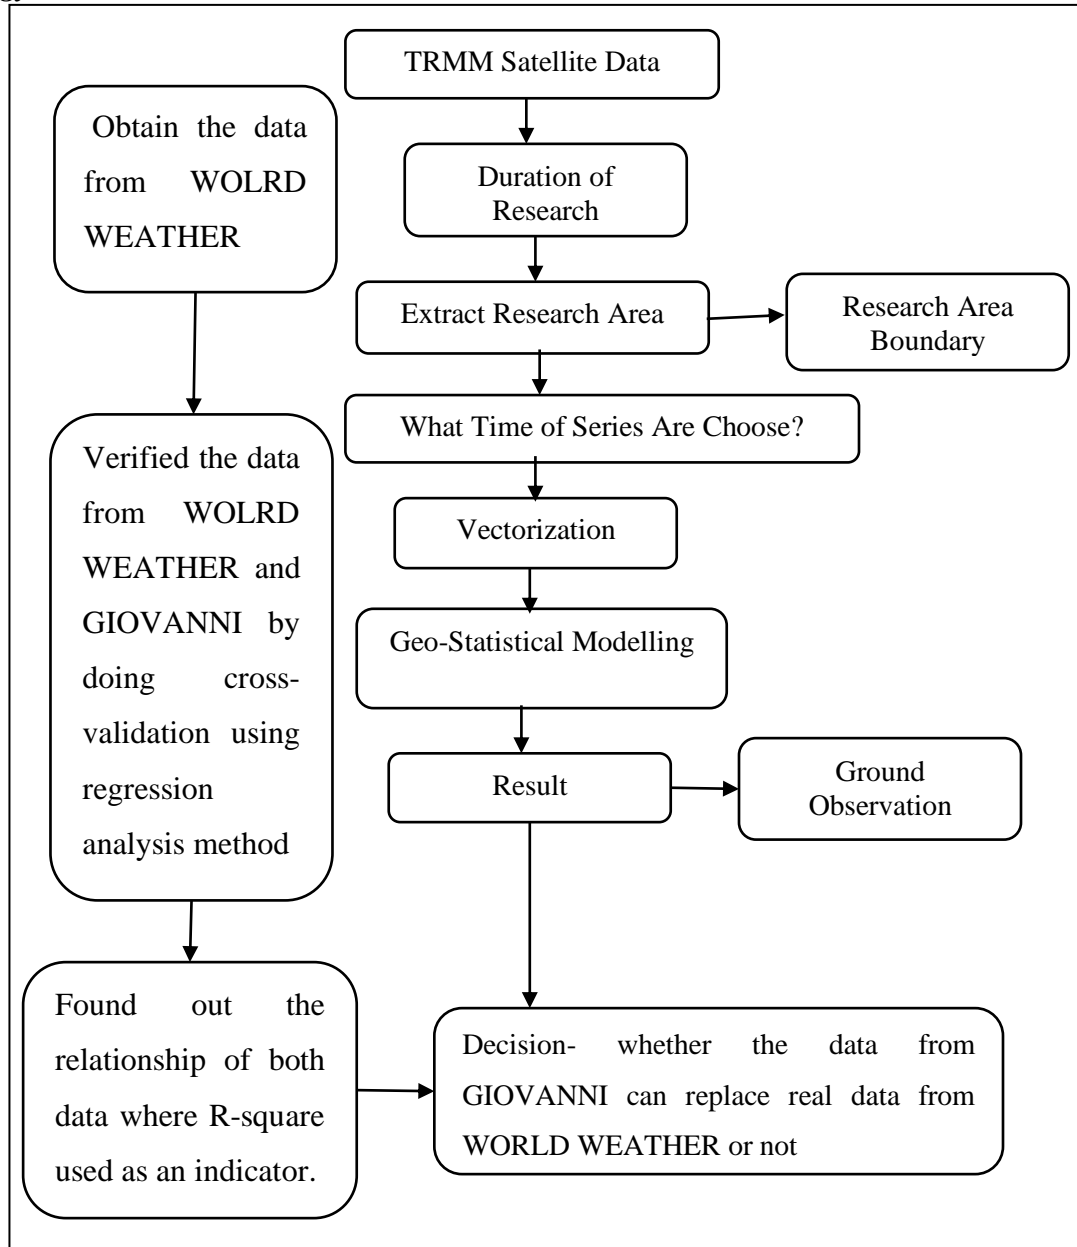 TRMM Satellite Data
Obtain the data
from WOLRD
WEATHER
Duration of
Research
Extract Research Area
Research Area
Boundary
What Time of Series Are Choose?
Verified the data
from WOLRD
WEATHER and
GIOVANNI by
doing cross-
validation using
regression
analysis method
Vectorization
Geo-Statistical Modelling
Result
Ground
Observation
Found out the
relationship of both
data where R-square
used as an indicator.
Decision- whether the data from
GIOVANNI can replace real data from
WORLD WEATHER or not